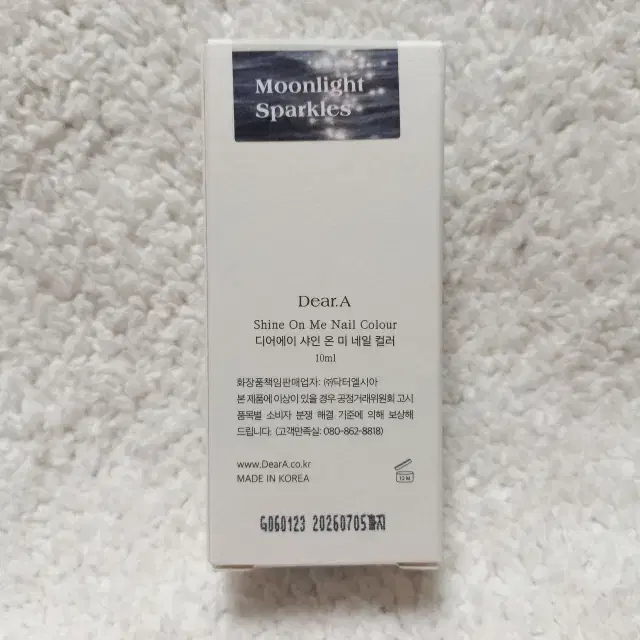 Moonlight
Sparkles
Dear.A
Shine On Me Nail Colour
디어에이 샤인 온 미 네일 컬러
10ml
화장품책임판매업자: ㈜닥터엘시아
본 제품에 이상이 있을 경우 공정거래위원회 고시
품목별 소비자 분쟁 해결 기준에 의해 보상해
드립니다. (고객만족실: 080-862-8818)
www.DearA.co.kr
MADE IN KOREA
12 M
G060123 20260705까지